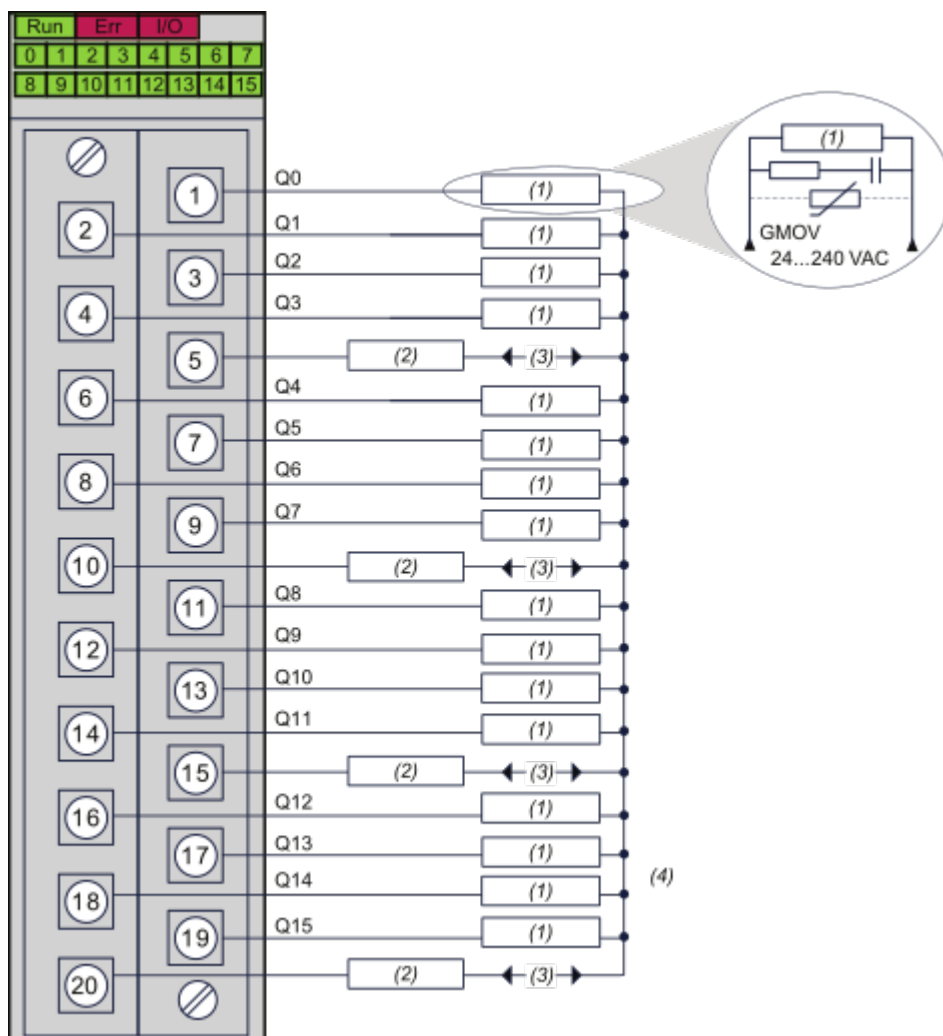 Run Err I/O
0 1 2 3 4 5 6 7
8 9 10 11 12 13 14 15
1 Q0 (1)
2 Q1 (1)
3 Q2 (1)
4 Q3 (1)
5 (2) (3)
6 Q4 (1)
7 Q5 (1)
8 Q6 (1)
9 Q7 (1)
10 (2) (3)
11 Q8 (1)
12 Q9 (1)
13 Q10 (1)
14 Q11 (1)
15 (2) (3)
16 Q12 (1)
17 Q13 (1)
18 Q14 (1)
19 Q15 (1)
20 (2) (3)
(4)
(1)
GMOV
24...240 VAC